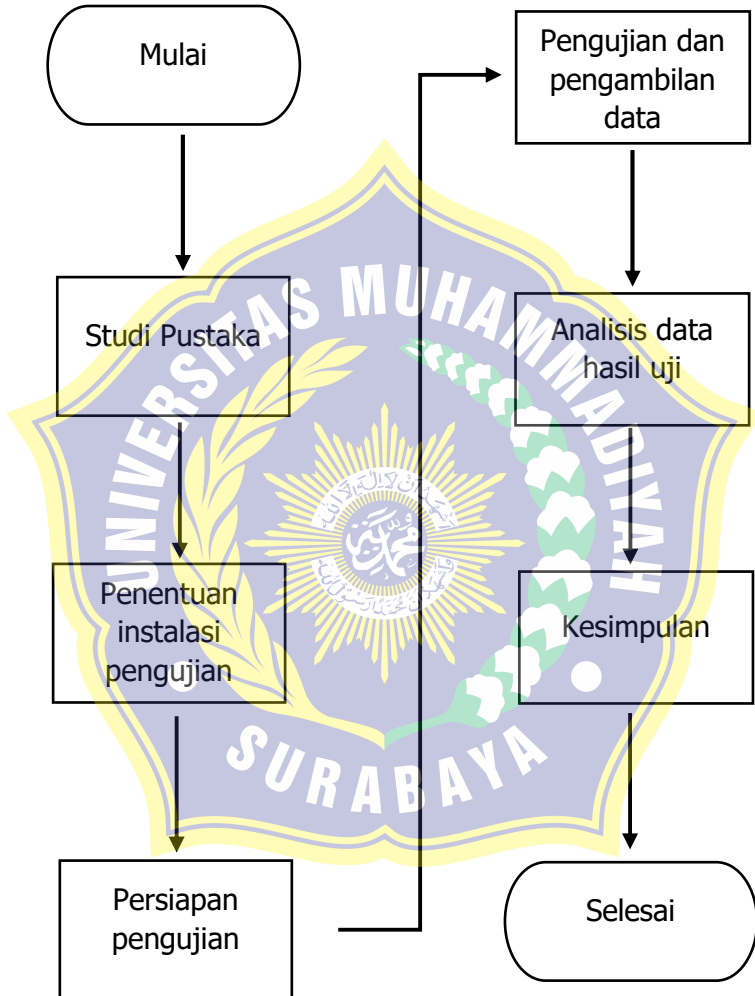 Mulai
Studi Pustaka
Penentuan
instalasi
pengujian
Persiapan
pengujian
Pengujian dan
pengambilan
data
Analisis data
hasil uji
Kesimpulan
Selesai
UNIVERSITAS MUHAMMADIYAH
SURABAYA